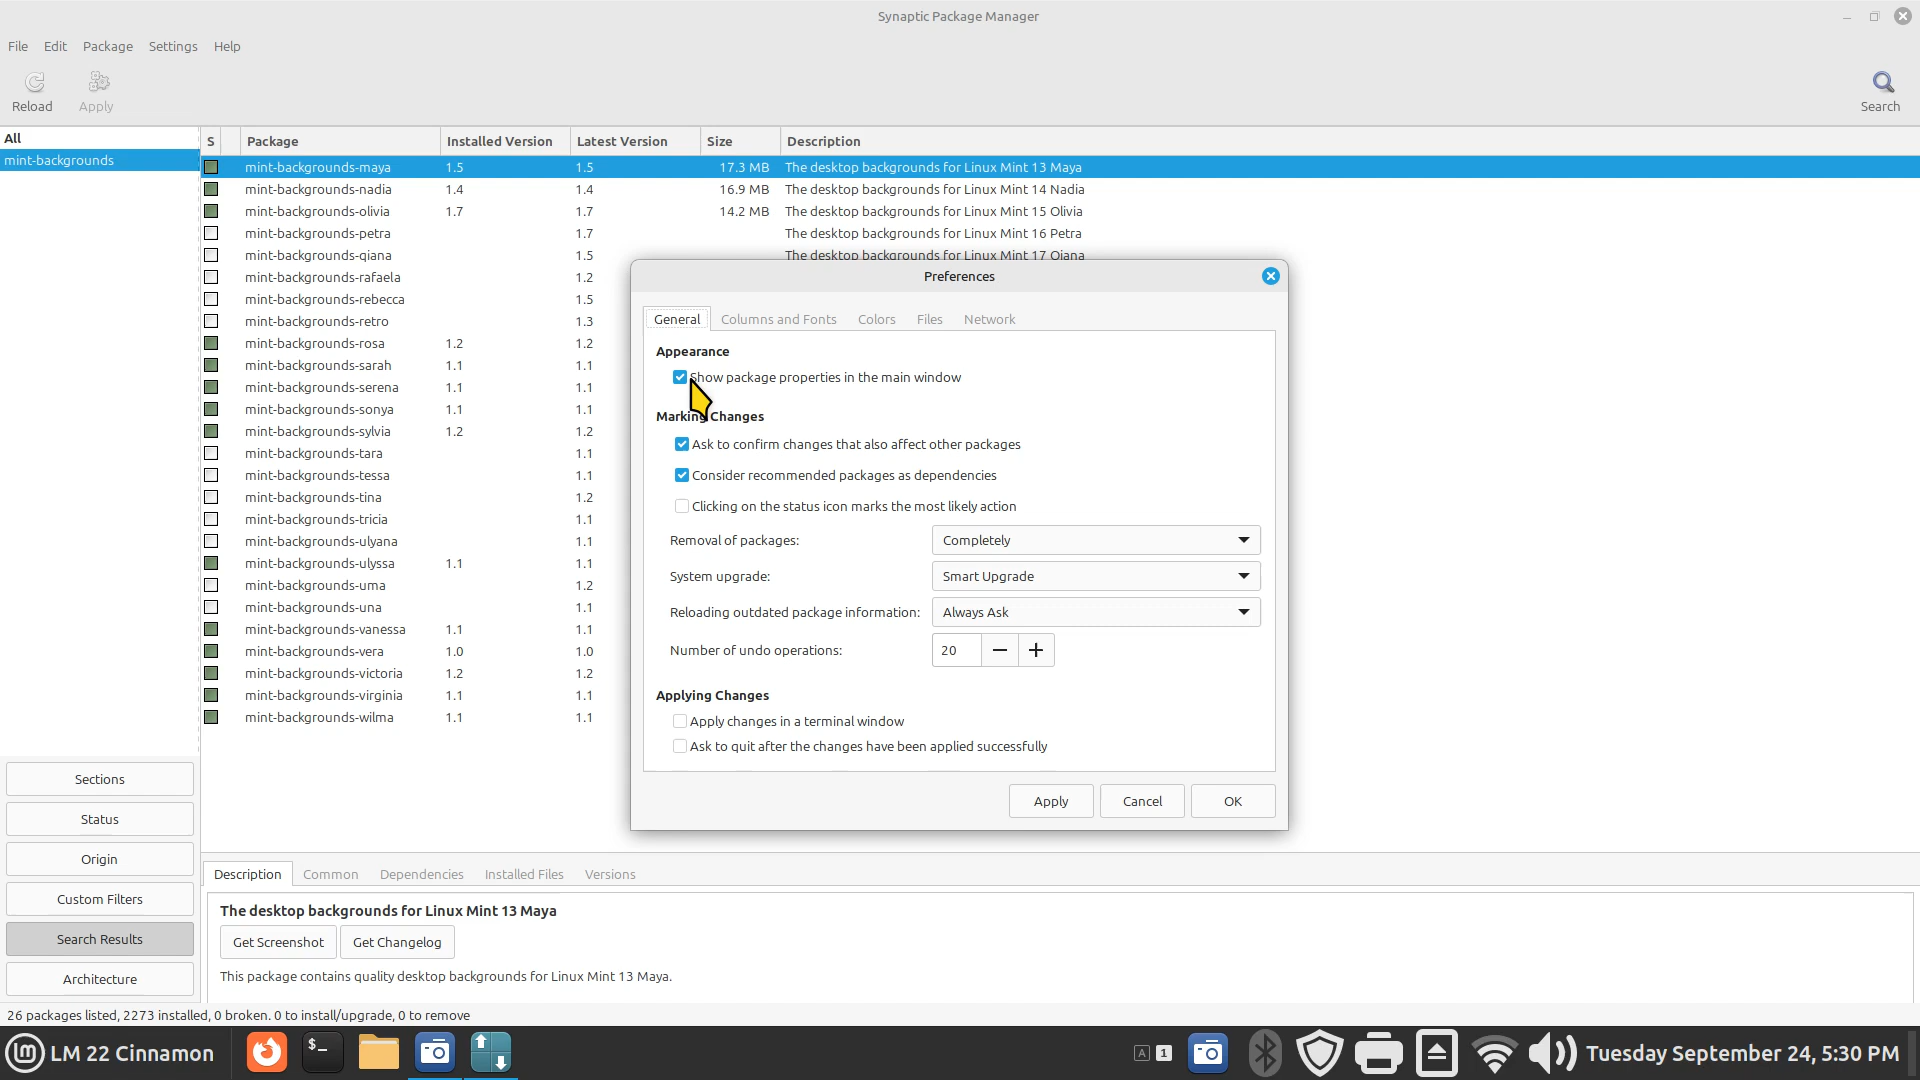 Synaptic Package Manager
File Edit Package Settings Help
Reload Apply Search
All
mint-backgrounds
S Package Installed Version Latest Version Size Description
mint-backgrounds-maya 1.5 1.5 17.3 MB The desktop backgrounds for Linux Mint 13 Maya
mint-backgrounds-nadia 1.4 1.4 16.9 MB The desktop backgrounds for Linux Mint 14 Nadia
mint-backgrounds-olivia 1.7 1.7 14.2 MB The desktop backgrounds for Linux Mint 15 Olivia
mint-backgrounds-petra 1.7 The desktop backgrounds for Linux Mint 16 Petra
mint-backgrounds-qiana 1.5 The desktop backgrounds for Linux Mint 17 Qiana
mint-backgrounds-rafaela 1.2
mint-backgrounds-rebecca 1.5
mint-backgrounds-retro 1.3
mint-backgrounds-rosa 1.2 1.2
mint-backgrounds-sarah 1.1 1.1
mint-backgrounds-serena 1.1 1.1
mint-backgrounds-sonya 1.1 1.1
mint-backgrounds-sylvia 1.2 1.2
mint-backgrounds-tara 1.1
mint-backgrounds-tessa 1.1
mint-backgrounds-tina 1.2
mint-backgrounds-tricia 1.1
mint-backgrounds-ulyana 1.1
mint-backgrounds-ulyssa 1.1 1.1
mint-backgrounds-uma 1.2
mint-backgrounds-una 1.1
mint-backgrounds-vanessa 1.1 1.1
mint-backgrounds-vera 1.0 1.0
mint-backgrounds-victoria 1.2 1.2
mint-backgrounds-virginia 1.1 1.1
mint-backgrounds-wilma 1.1 1.1
Preferences
General Columns and Fonts Colors Files Network
Appearance
Show package properties in the main window
Marking Changes
Ask to confirm changes that also affect other packages
Consider recommended packages as dependencies
Clicking on the status icon marks the most likely action
Removal of packages: Completely
System upgrade: Smart Upgrade
Reloading outdated package information: Always Ask
Number of undo operations: 20 − +
Applying Changes
Apply changes in a terminal window
Ask to quit after the changes have been applied successfully
Apply Cancel OK
Sections
Status
Origin
Custom Filters
Search Results
Architecture
Description Common Dependencies Installed Files Versions
The desktop backgrounds for Linux Mint 13 Maya
Get Screenshot Get Changelog
This package contains quality desktop backgrounds for Linux Mint 13 Maya.
26 packages listed, 2273 installed, 0 broken. 0 to install/upgrade, 0 to remove
LM 22 Cinnamon $_ A 1 Tuesday September 24, 5:30 PM